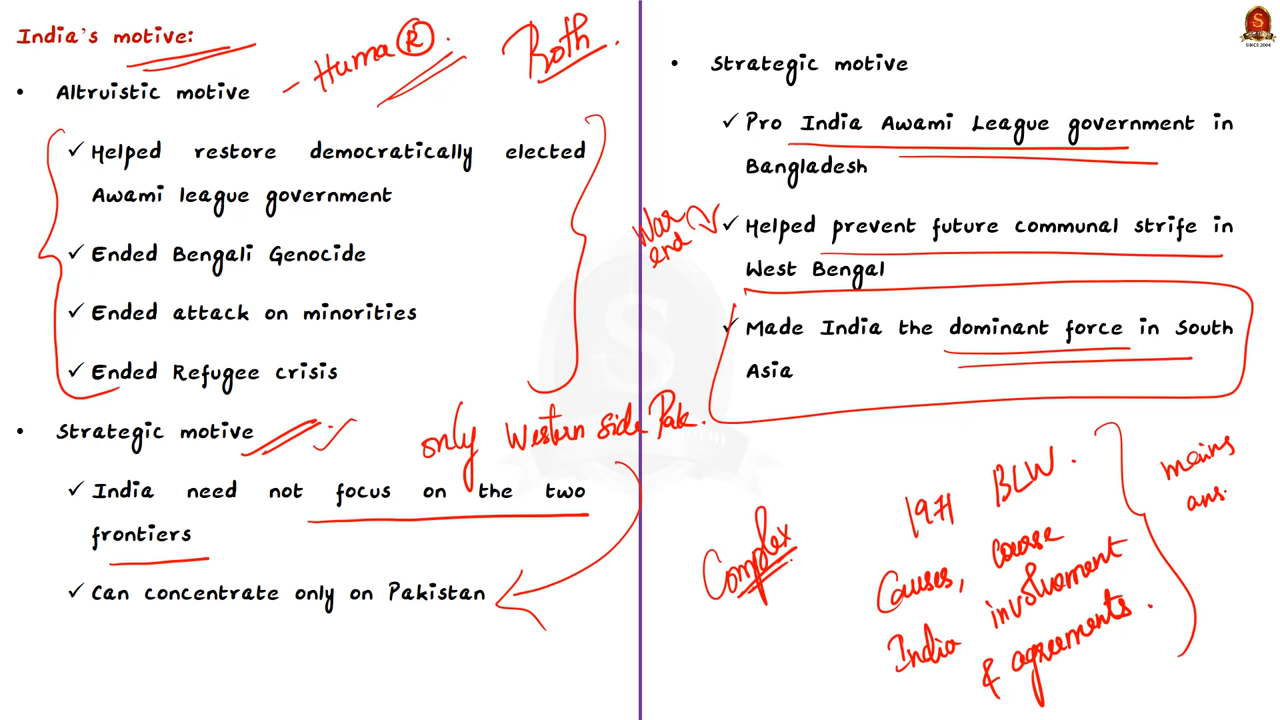 India's motive:
- Huma(R).
Both.
• Altruistic motive
✓ Helped restore democratically elected
Awami league government
✓ Ended Bengali Genocide
✓ Ended attack on minorities
✓ Ended Refugee crisis
• Strategic motive
only Western side Pak.
✓ India need not focus on the two
frontiers
✓ Can concentrate only on Pakistan
S
SINCE 2004
• Strategic motive
✓ Pro India Awami League government in
Bangladesh
War
end
✓ Helped prevent future communal strife in
West Bengal
✓ Made India the dominant force in South
Asia
Complex
1971 BLW.
Causes, course
India involvement
& agreements.
mains
ans.